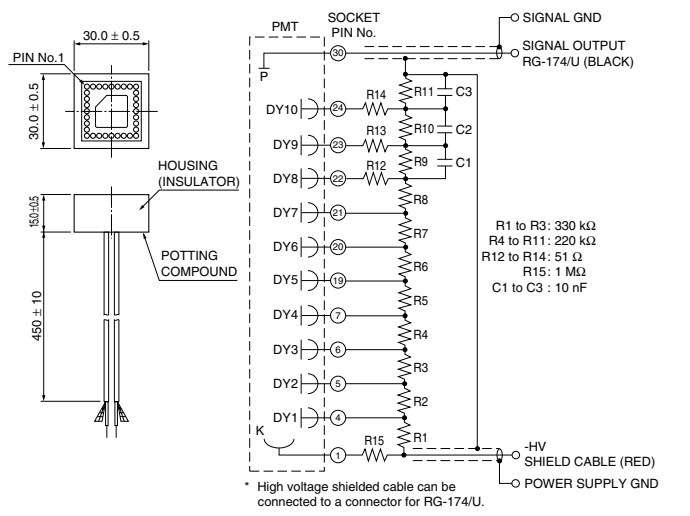 30.0 ± 0.5
PIN No.1
30.0 ± 0.5
HOUSING
(INSULATOR)
15.0±0.5
POTTING
COMPOUND
450 ± 10
PMT
SOCKET
PIN No.
SIGNAL GND
SIGNAL OUTPUT
RG-174/U (BLACK)
P
30
R11
C3
R14
DY10
24
R10
C2
R13
DY9
23
R9
C1
R12
DY8
22
R8
DY7
21
R7
DY6
20
R6
DY5
19
R5
DY4
7
R4
DY3
6
R3
DY2
5
R2
DY1
4
R1
K
R15
1
R1 to R3: 330 kΩ
R4 to R11: 220 kΩ
R12 to R14: 51 Ω
R15: 1 MΩ
C1 to C3 : 10 nF
-HV
SHIELD CABLE (RED)
POWER SUPPLY GND
* High voltage shielded cable can be
connected to a connector for RG-174/U.